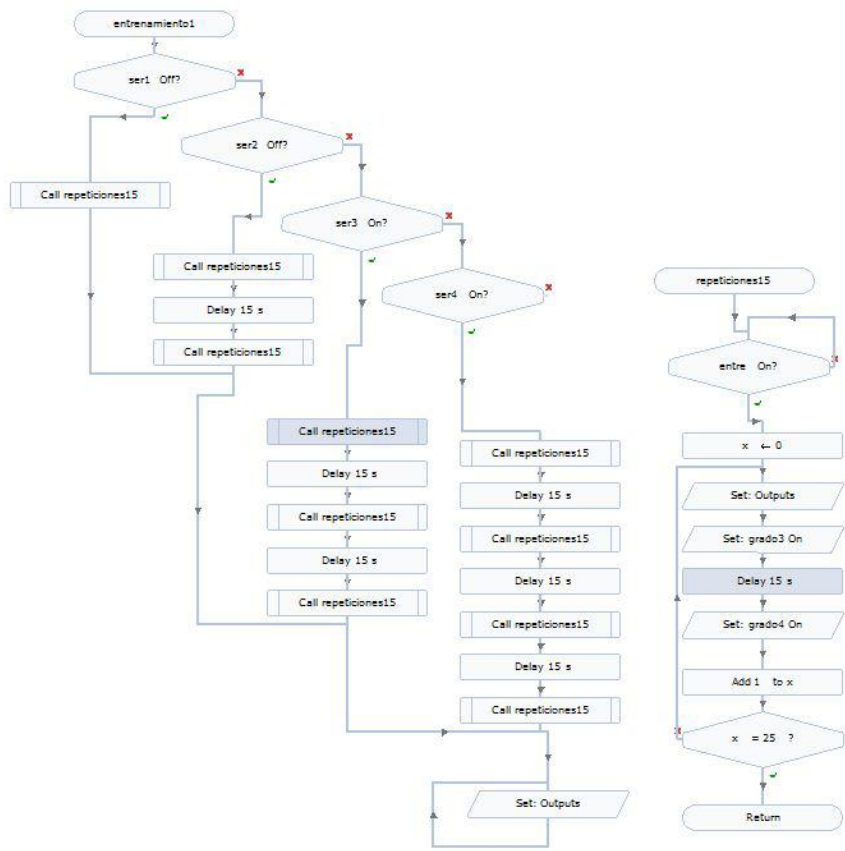 entrenamiento1
ser1 Off?
Call repeticiones15
ser2 Off?
Call repeticiones15
Delay 15 s
Call repeticiones15
ser3 On?
Call repeticiones15
Delay 15 s
Call repeticiones15
Delay 15 s
Call repeticiones15
ser4 On?
Call repeticiones15
Delay 15 s
Call repeticiones15
Delay 15 s
Call repeticiones15
Delay 15 s
Call repeticiones15
Set: Outputs
repeticiones15
entre On?
x ← 0
Set: Outputs
Set: grado3 On
Delay 15 s
Set: grado4 On
Add 1 to x
x = 25 ?
Return